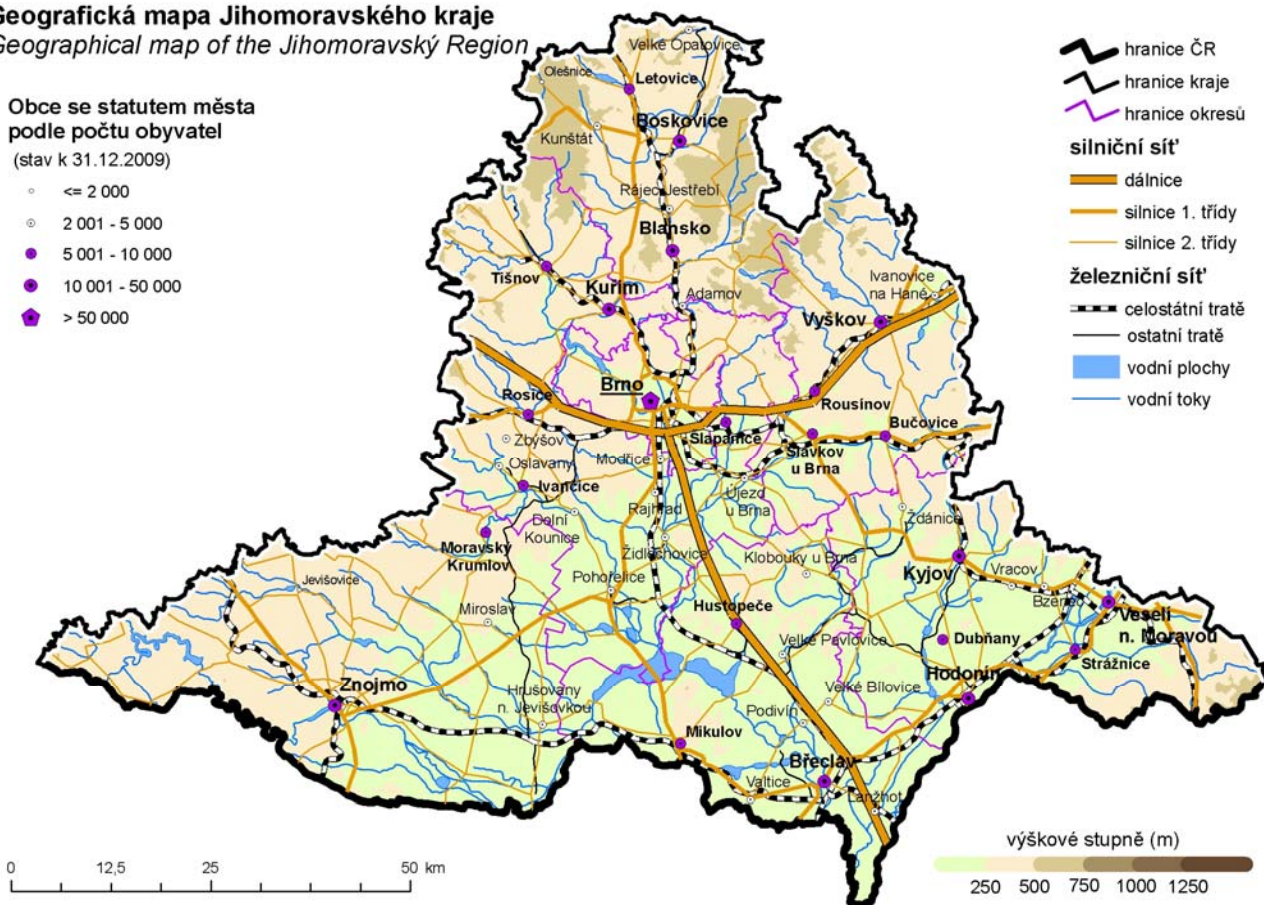 Geografická mapa Jihomoravského kraje
Geographical map of the Jihomoravský Region
Obce se statutem města
podle počtu obyvatel
(stav k 31.12.2009)
<= 2 000
2 001 - 5 000
5 001 - 10 000
10 001 - 50 000
> 50 000
hranice ČR
hranice kraje
hranice okresů
silniční síť
dálnice
silnice 1. třídy
silnice 2. třídy
železniční síť
celostátní tratě
ostatní tratě
vodní plochy
vodní toky
Velké Opatovice
Olešnice
Letovice
Boskovice
Kunštát
Rájec-Jestřebí
Blansko
Tišnov
Kuřim
Adamov
Ivanovice
na Hané
Vyškov
Brno
Rosice
Rousínov
Zbýšov
Šlapanice
Slavkov
u Brna
Bučovice
Modřice
Oslavany
Ivančice
Újezd
u Brna
Rajhrad
Dolní
Kounice
Ždánice
Moravský
Krumlov
Židlochovice
Klobouky u Brna
Kyjov
Vracov
Jevišovice
Pohořelice
Bzenec
Miroslav
Hustopeče
Veselí
n. Moravou
Velké Pavlovice
Dubňany
Strážnice
Znojmo
Hrušovany
n. Jevišovkou
Velké Bílovice
Hodonín
Podivín
Mikulov
Břeclav
Valtice
Lanžhot
0 12,5 25 50 km
výškové stupně (m)
250 500 750 1000 1250